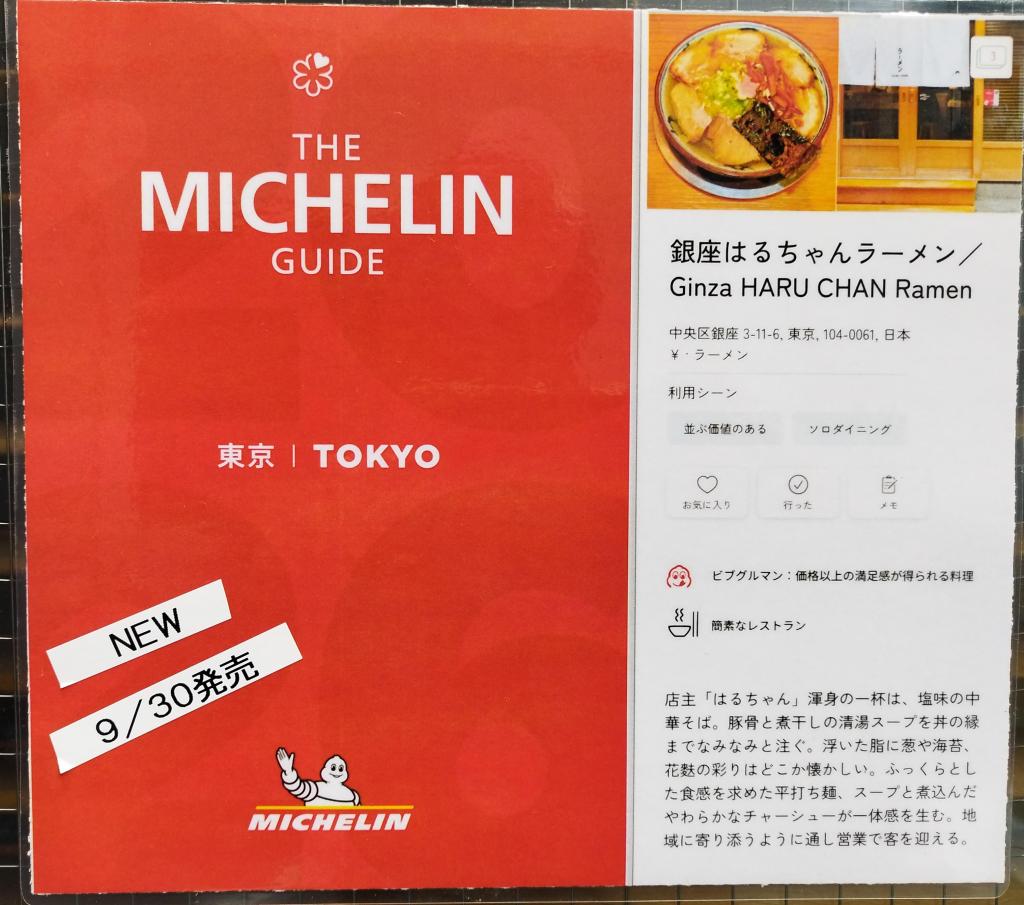 THE
MICHELIN
GUIDE
東京 | TOKYO
NEW
9/30発売
MICHELIN
ラーメン
3
銀座はるちゃんラーメン／
Ginza HARU CHAN Ramen
中央区銀座 3-11-6, 東京, 104-0061, 日本
¥・ラーメン
利用シーン
並ぶ価値のある
ソロダイニング
お気に入り
行った
メモ
ビブグルマン：価格以上の満足感が得られる料理
簡素なレストラン
店主「はるちゃん」渾身の一杯は、塩味の中
華そば。豚骨と煮干しの清湯スープを丼の縁
までなみなみと注ぐ。浮いた脂に葱や海苔、
花麩の彩りはどこか懐かしい。ふっくらとし
た食感を求めた平打ち麺、スープと煮込んだ
やわらかなチャーシューが一体感を生む。地
域に寄り添うように通し営業で客を迎える。